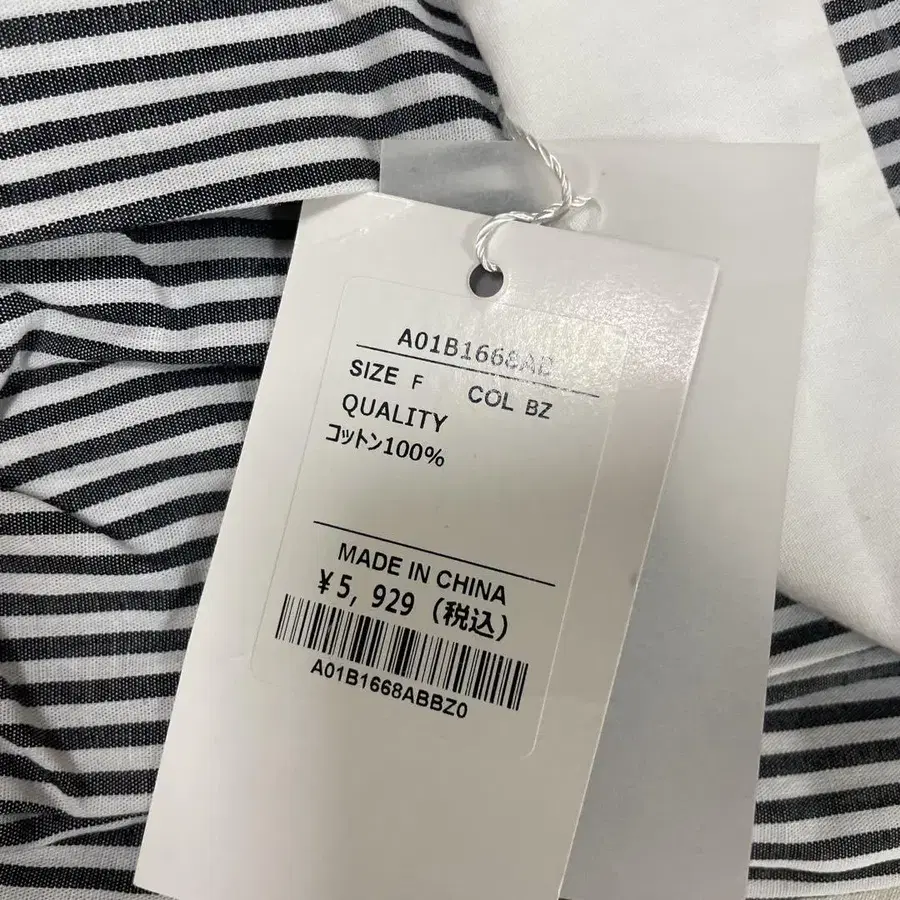 A01B1668AB
SIZE F COL BZ
QUALITY
コットン100%
MADE IN CHINA
¥5, 929 (税込)
A01B1668ABBZ0